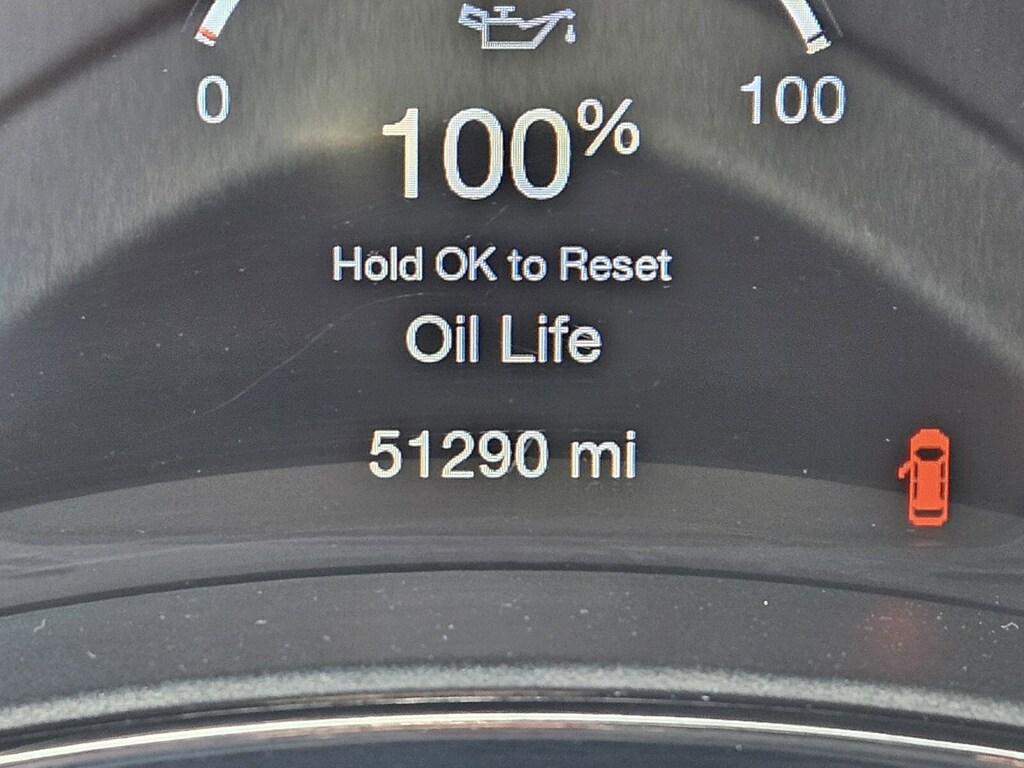 0 100
100%
Hold OK to Reset
Oil Life
51290 mi